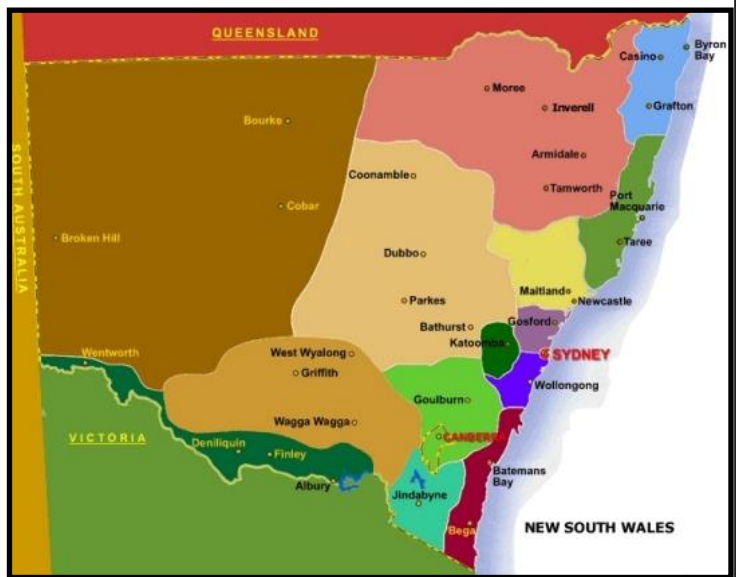 QUEENSLAND
Byron
Bay
Casino
Moree
Inverell
Grafton
Bourke
Armidale
SOUTH AUSTRALIA
Coonamble
Tamworth
Port
Macquarie
Cobar
Broken Hill
Taree
Dubbo
Maitland
Parkes
Newcastle
Gosford
Bathurst
Katoomba
SYDNEY
Wentworth
West Wyalong
Griffith
Wollongong
Goulburn
Wagga Wagga
VICTORIA
Deniliquin
CANBERRA
Finley
Batemans
Bay
Albury
Jindabyne
Bega
NEW SOUTH WALES